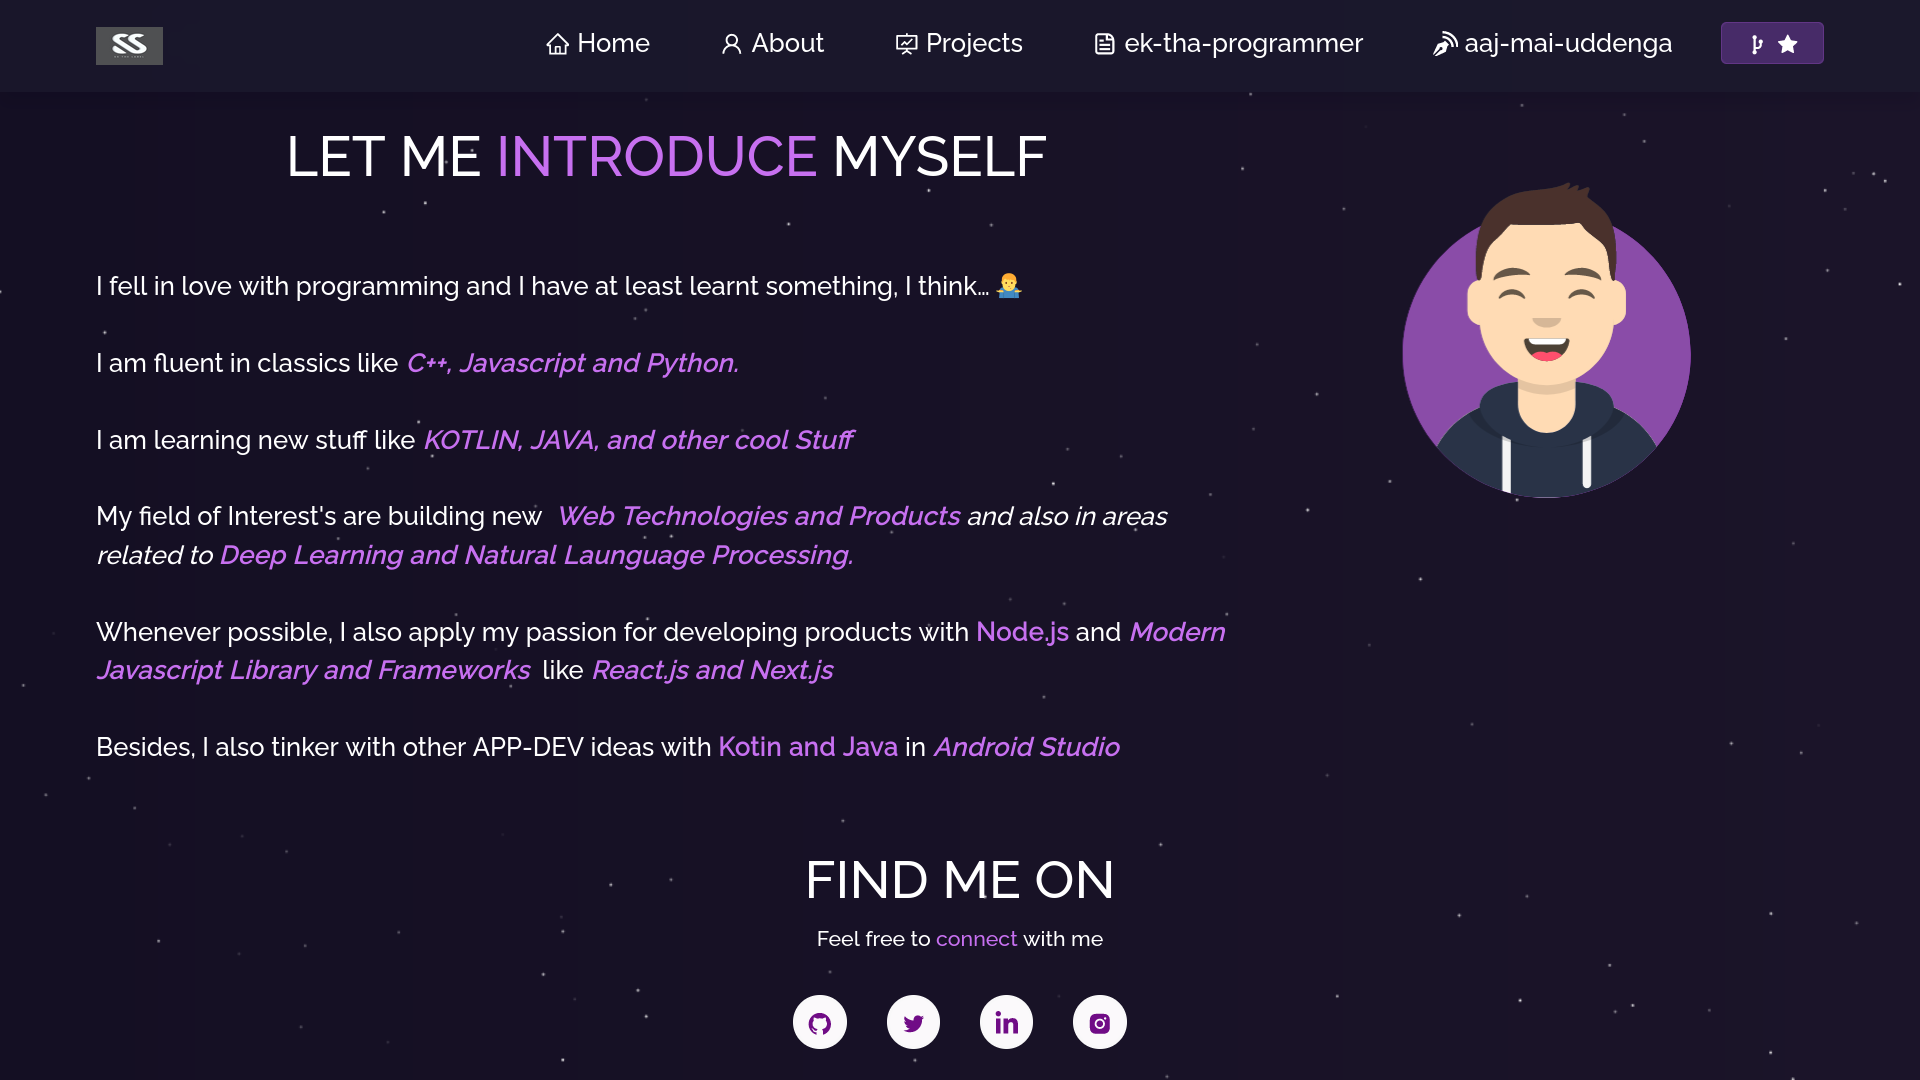 SS
Home
About
Projects
ek-tha-programmer
aaj-mai-uddenga
LET ME INTRODUCE MYSELF
I fell in love with programming and I have at least learnt something, I think… 🤷‍♂️
I am fluent in classics like C++, Javascript and Python.
I am learning new stuff like KOTLIN, JAVA, and other cool Stuff
My field of Interest's are building new Web Technologies and Products and also in areas
related to Deep Learning and Natural Launguage Processing.
Whenever possible, I also apply my passion for developing products with Node.js and Modern
Javascript Library and Frameworks like React.js and Next.js
Besides, I also tinker with other APP-DEV ideas with Kotin and Java in Android Studio
FIND ME ON
Feel free to connect with me
in